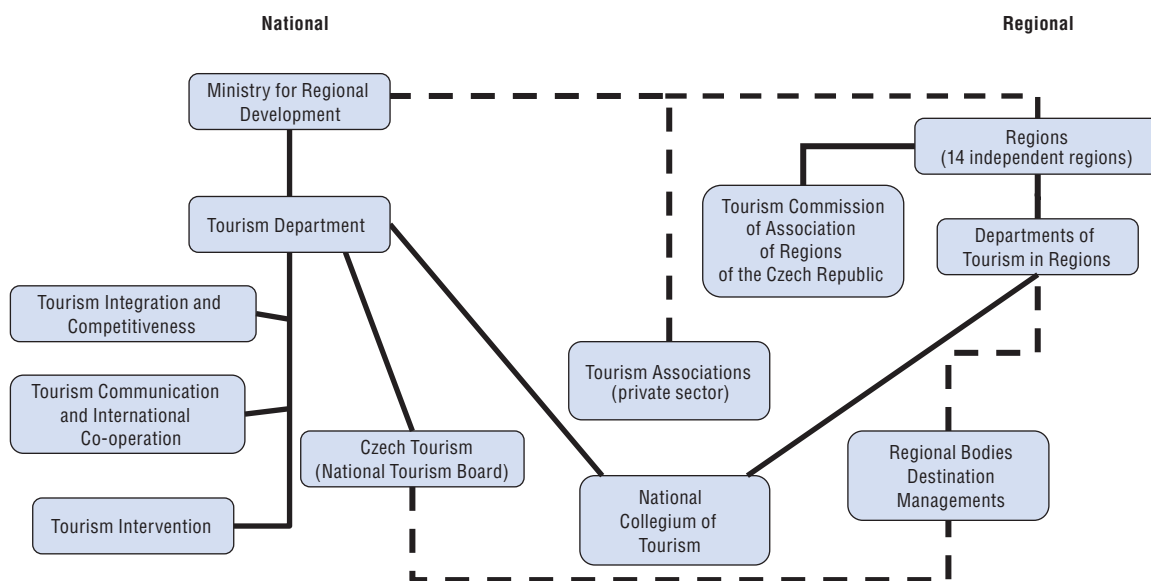 National
Regional
Ministry for Regional
Development
Regions
(14 independent regions)
Tourism Department
Tourism Commission
of Association
of Regions
of the Czech Republic
Departments of
Tourism in Regions
Tourism Integration and
Competitiveness
Tourism Associations
(private sector)
Tourism Communication
and International
Co-operation
Czech Tourism
(National Tourism Board)
Regional Bodies
Destination
Managements
National
Collegium of
Tourism
Tourism Intervention